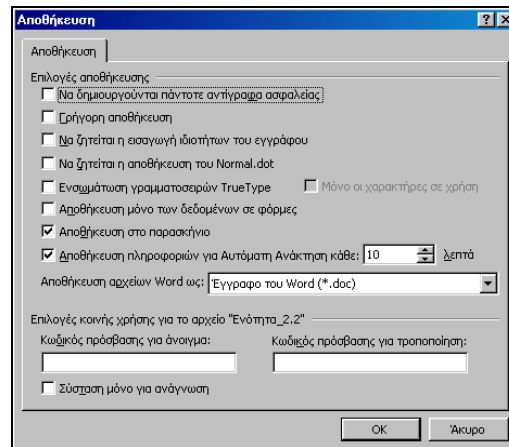 Αποθήκευση
Αποθήκευση
Επιλογές αποθήκευσης
Να δημιουργούνται πάντοτε αντίγραφα ασφαλείας
Γρήγορη αποθήκευση
Να ζητείται η εισαγωγή ιδιοτήτων του εγγράφου
Να ζητείται η αποθήκευση του Normal.dot
Ενσωμάτωση γραμματοσειρών TrueType Μόνο οι χαρακτήρες σε χρήση
Αποθήκευση μόνο των δεδομένων σε φόρμες
Αποθήκευση στο παρασκήνιο
Αποθήκευση πληροφοριών για Αυτόματη Ανάκτηση κάθε: 10 λεπτά
Αποθήκευση αρχείων Word ως: Έγγραφο του Word (*.doc)
Επιλογές κοινής χρήσης για το αρχείο "Ενότητα_2.2"
Κωδικός πρόσβασης για άνοιγμα: Κωδικός πρόσβασης για τροποποίηση:
Σύσταση μόνο για ανάγνωση
OK Άκυρο